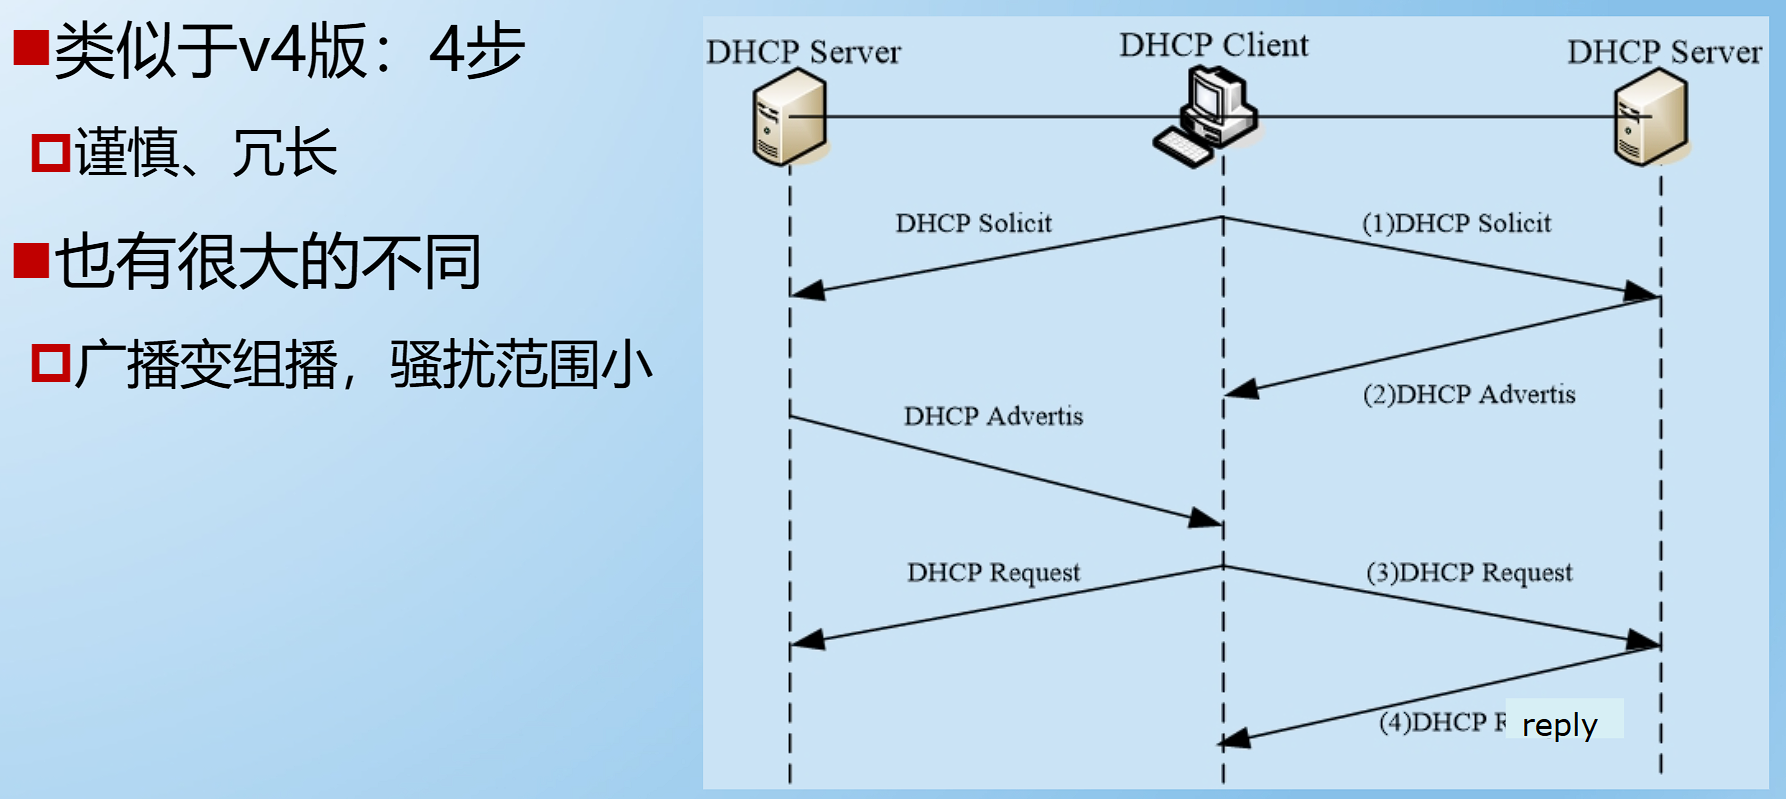 类似于v4版：4步
谨慎、冗长
也有很大的不同
广播变组播，骚扰范围小
DHCP Server
DHCP Client
DHCP Server
DHCP Solicit
(1)DHCP Solicit
(2)DHCP Advertis
DHCP Advertis
DHCP Request
(3)DHCP Request
(4)DHCP R reply